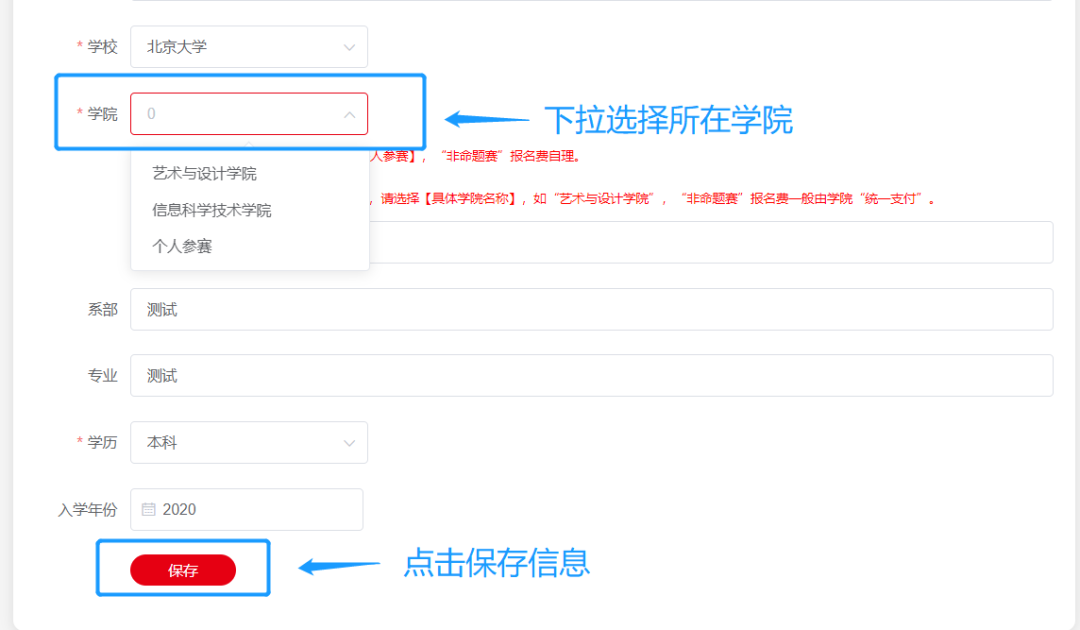 * 学校 北京大学
* 学院 0
下拉选择所在学院
人参赛】，“非命题赛”报名费自理。
艺术与设计学院
，请选择【具体学院名称】，如“艺术与设计学院”，“非命题赛”报名费一般由学院“统一支付”。
信息科学技术学院
个人参赛
系部 测试
专业 测试
* 学历 本科
入学年份 2020
保存
点击保存信息